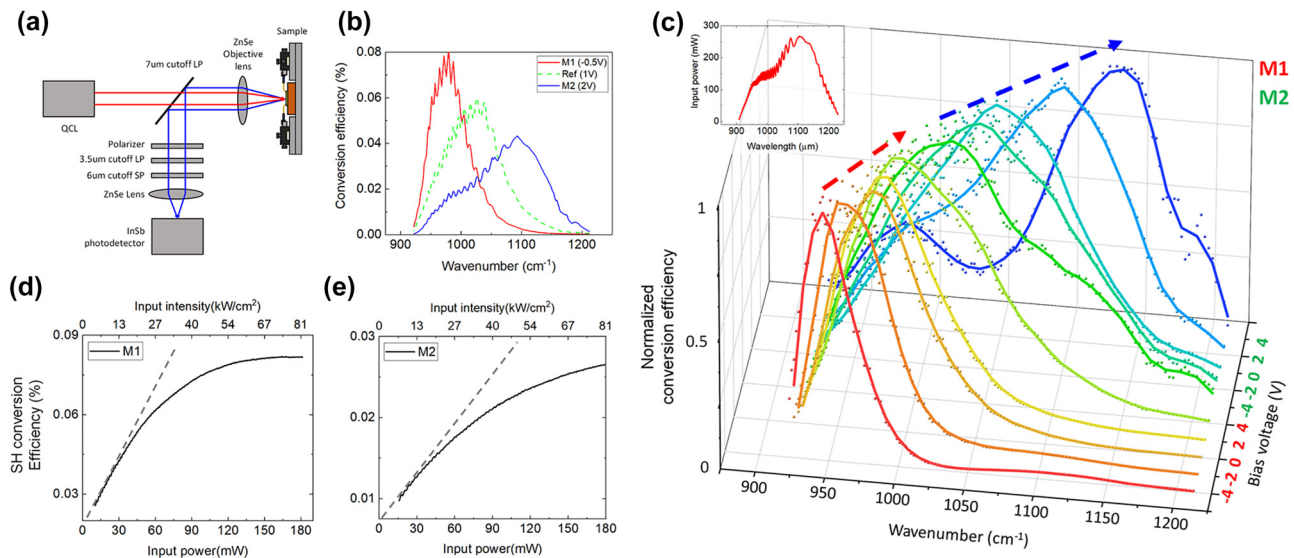 (a)
Sample
ZnSe
Objective
lens
7um cutoff LP
QCL
Polarizer
3.5um cutoff LP
6um cutoff SP
ZnSe Lens
InSb
photodetector
(b)
Conversion efficiency (%)
0.08
0.06
0.04
0.02
0.00
M1 (-0.5V)
Ref (1V)
M2 (2V)
900 1000 1100 1200
Wavenumber (cm⁻¹)
(c)
Input power (mW)
300
200
100
0
900 1000 1100 1200
Wavelength (μm)
M1
M2
Normalized
conversion efficiency
1
0.5
0
900 950 1000 1050 1100 1150 1200
Wavenumber (cm⁻¹)
-4 -2 0 2 4 -4 -2 0 2 4
Bias voltage (V)
(d)
Input intensity(kW/cm²)
0 13 27 40 54 67 81
SH conversion
Efficiency (%)
0.09
0.06
0.03
M1
0 30 60 90 120 150 180
Input power(mW)
(e)
Input intensity(kW/cm²)
0 13 27 40 54 67 81
0.03
0.02
0.01
M2
0 30 60 90 120 150 180
Input power(mW)